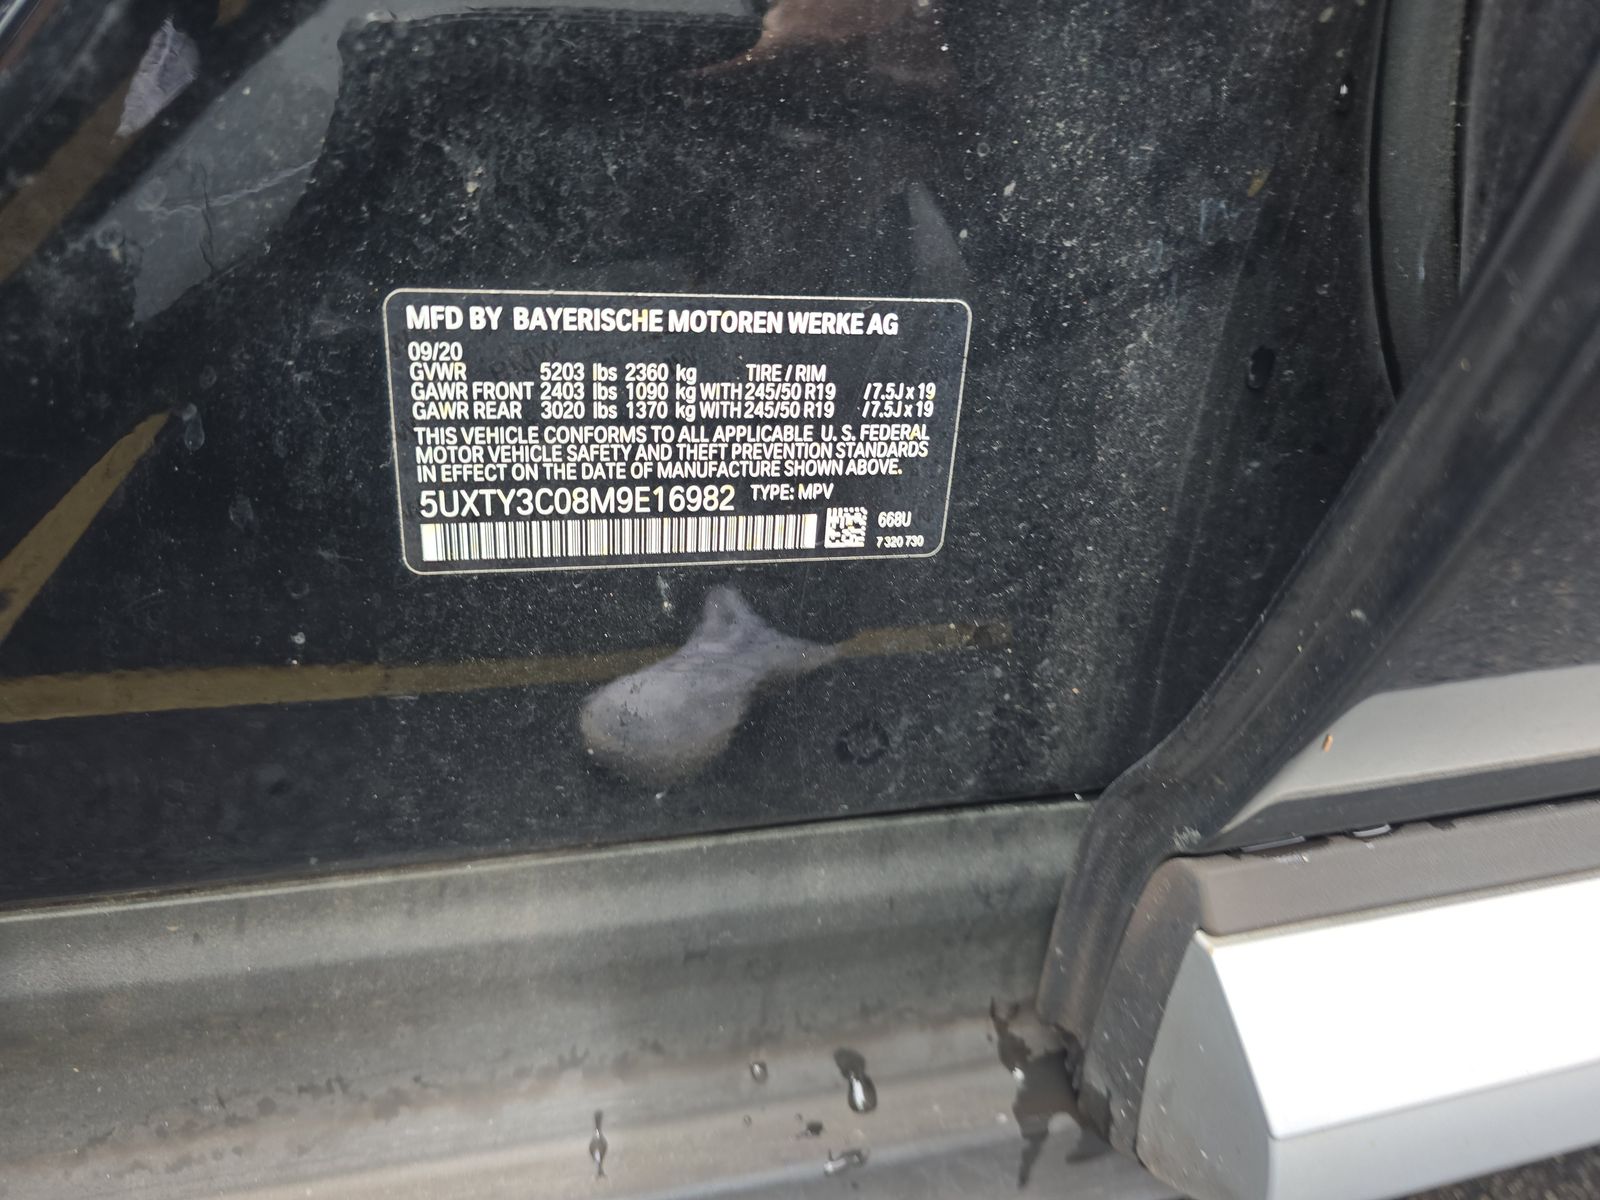 MFD BY BAYERISCHE MOTOREN WERKE AG
09/20
GVWR 5203 lbs 2360 kg TIRE / RIM
GAWR FRONT 2403 lbs 1090 kg WITH 245/50 R19 /7.5J x 19
GAWR REAR 3020 lbs 1370 kg WITH 245/50 R19 /7.5J x 19
THIS VEHICLE CONFORMS TO ALL APPLICABLE U. S. FEDERAL
MOTOR VEHICLE SAFETY AND THEFT PREVENTION STANDARDS
IN EFFECT ON THE DATE OF MANUFACTURE SHOWN ABOVE.
5UXTY3C08M9E16982 TYPE: MPV
668U
7 320 730